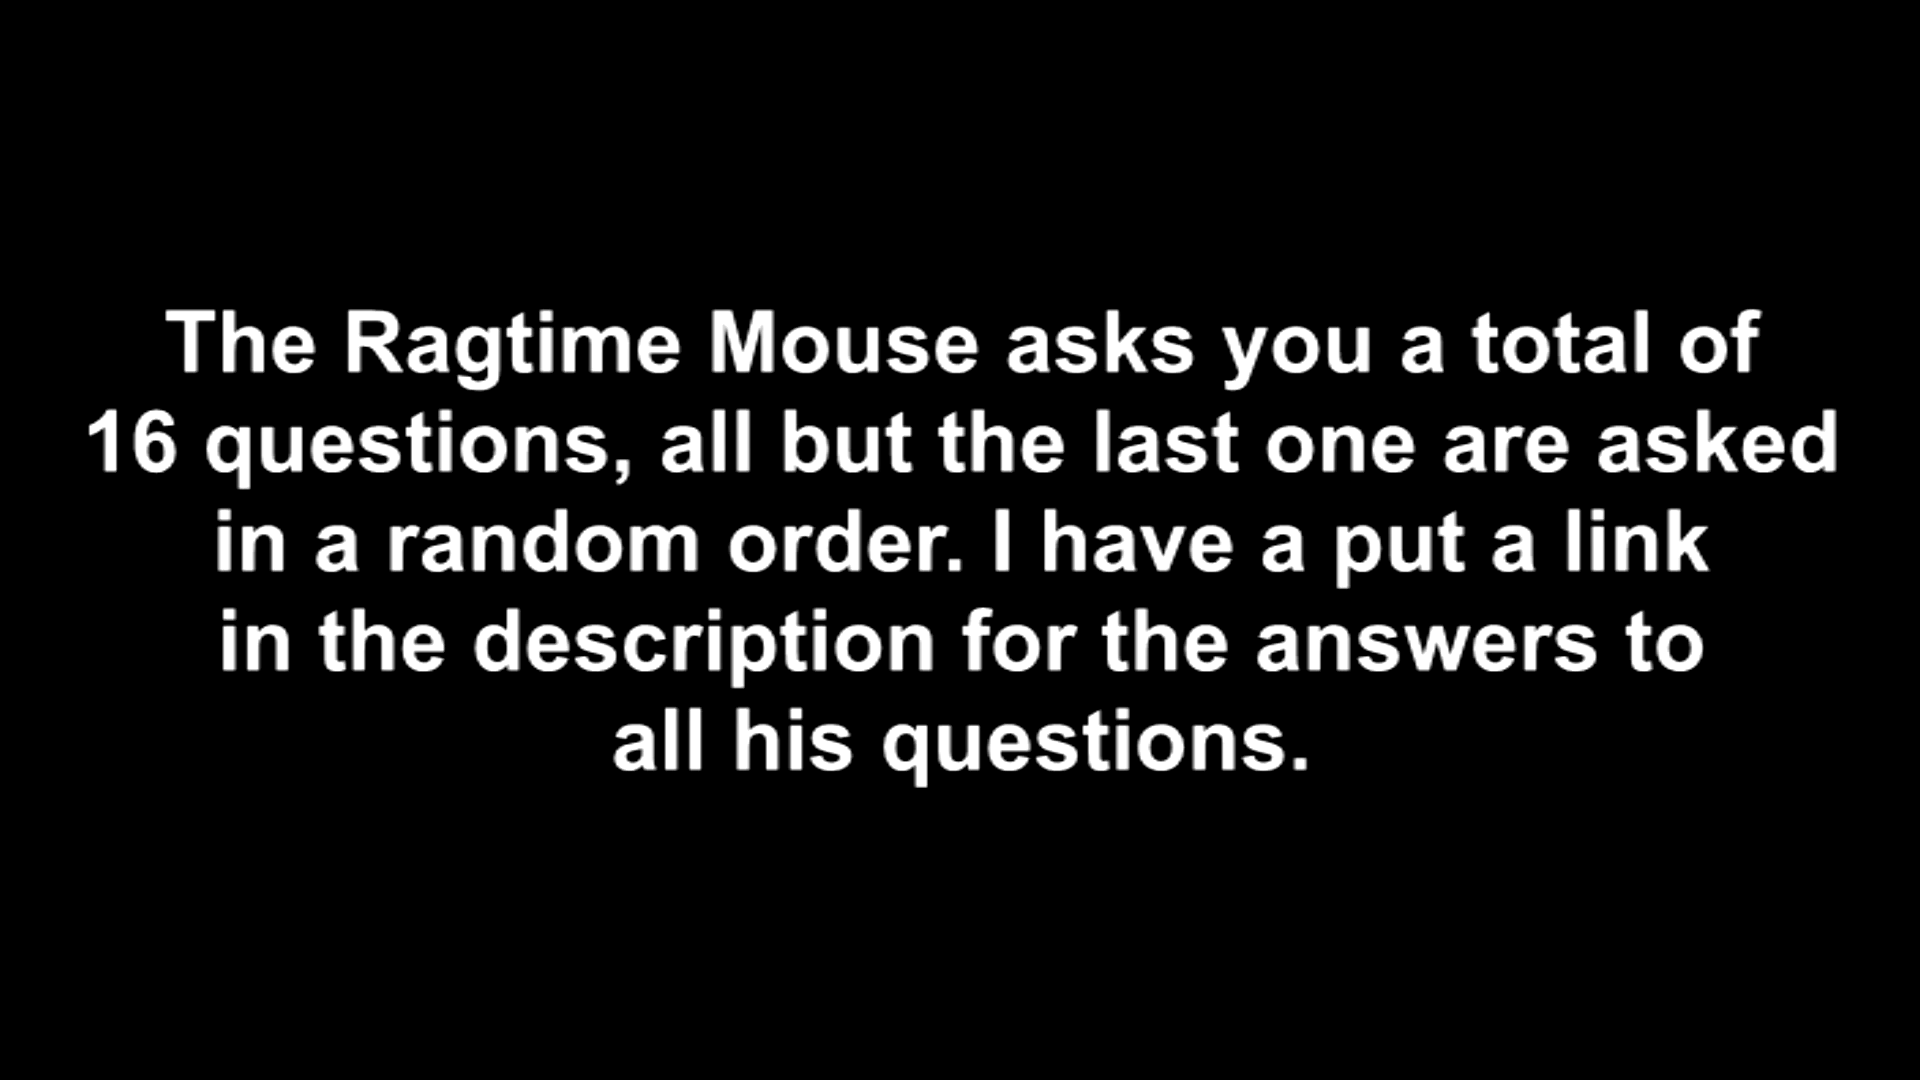 The Ragtime Mouse asks you a total of
16 questions, all but the last one are asked
in a random order. I have a put a link
in the description for the answers to
all his questions.